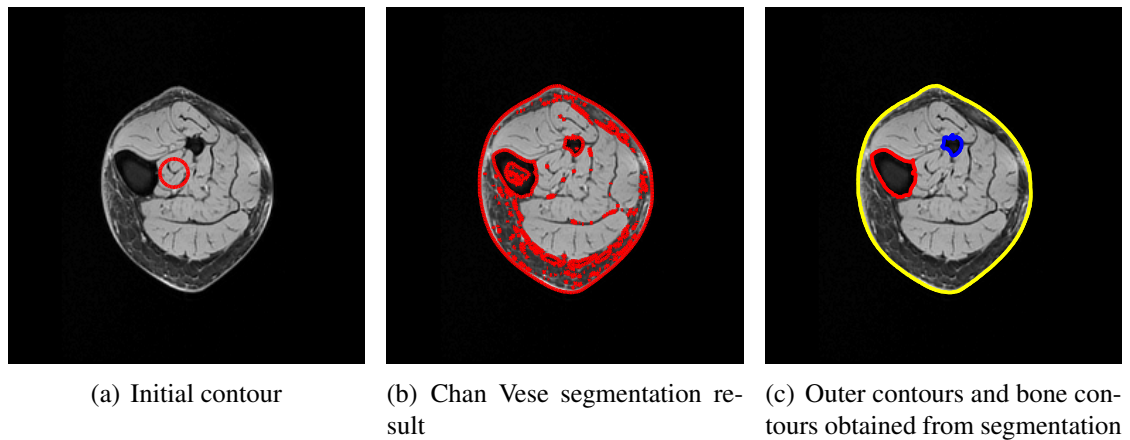 (a) Initial contour
(b) Chan Vese segmentation re-
sult
(c) Outer contours and bone con-
tours obtained from segmentation